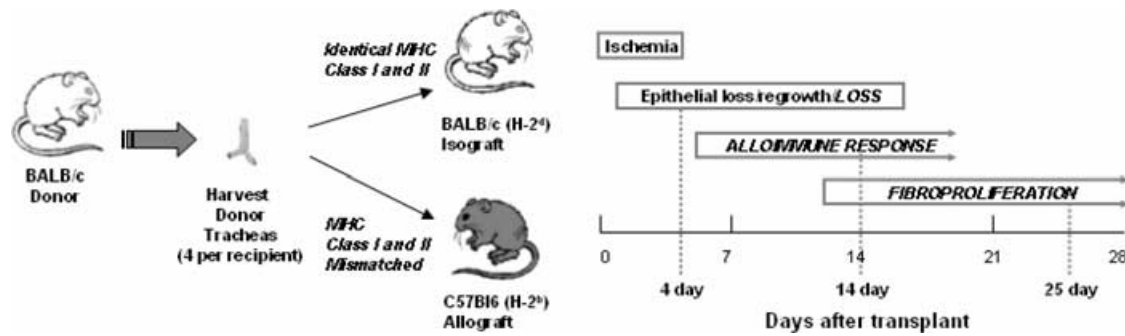 BALB/c
Donor
Harvest
Donor
Tracheas
(4 per recipient)
Identical MHC
Class I and II
BALB/c (H-2ᵈ)
Isograft
MHC
Class I and II
Mismatched
C57Bl6 (H-2ᵇ)
Allograft
Ischemia
Epithelial loss/regrowth/LOSS
ALLOIMMUNE RESPONSE
FIBROPROLIFERATION
0 7 14 21 28
4 day 14 day 25 day
Days after transplant